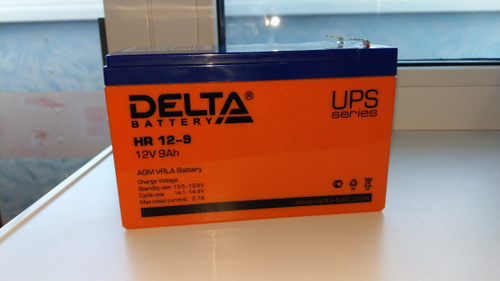 DELTA®
BATTERY
HR 12-9
12V 9Ah
AGM VRLA Battery
Charge Voltage
Standby use: 13.5-13.8V
Cycle use: 14.1-14.4V
Max initial current: 2.7A
UPS
series
www.delta-batt.com